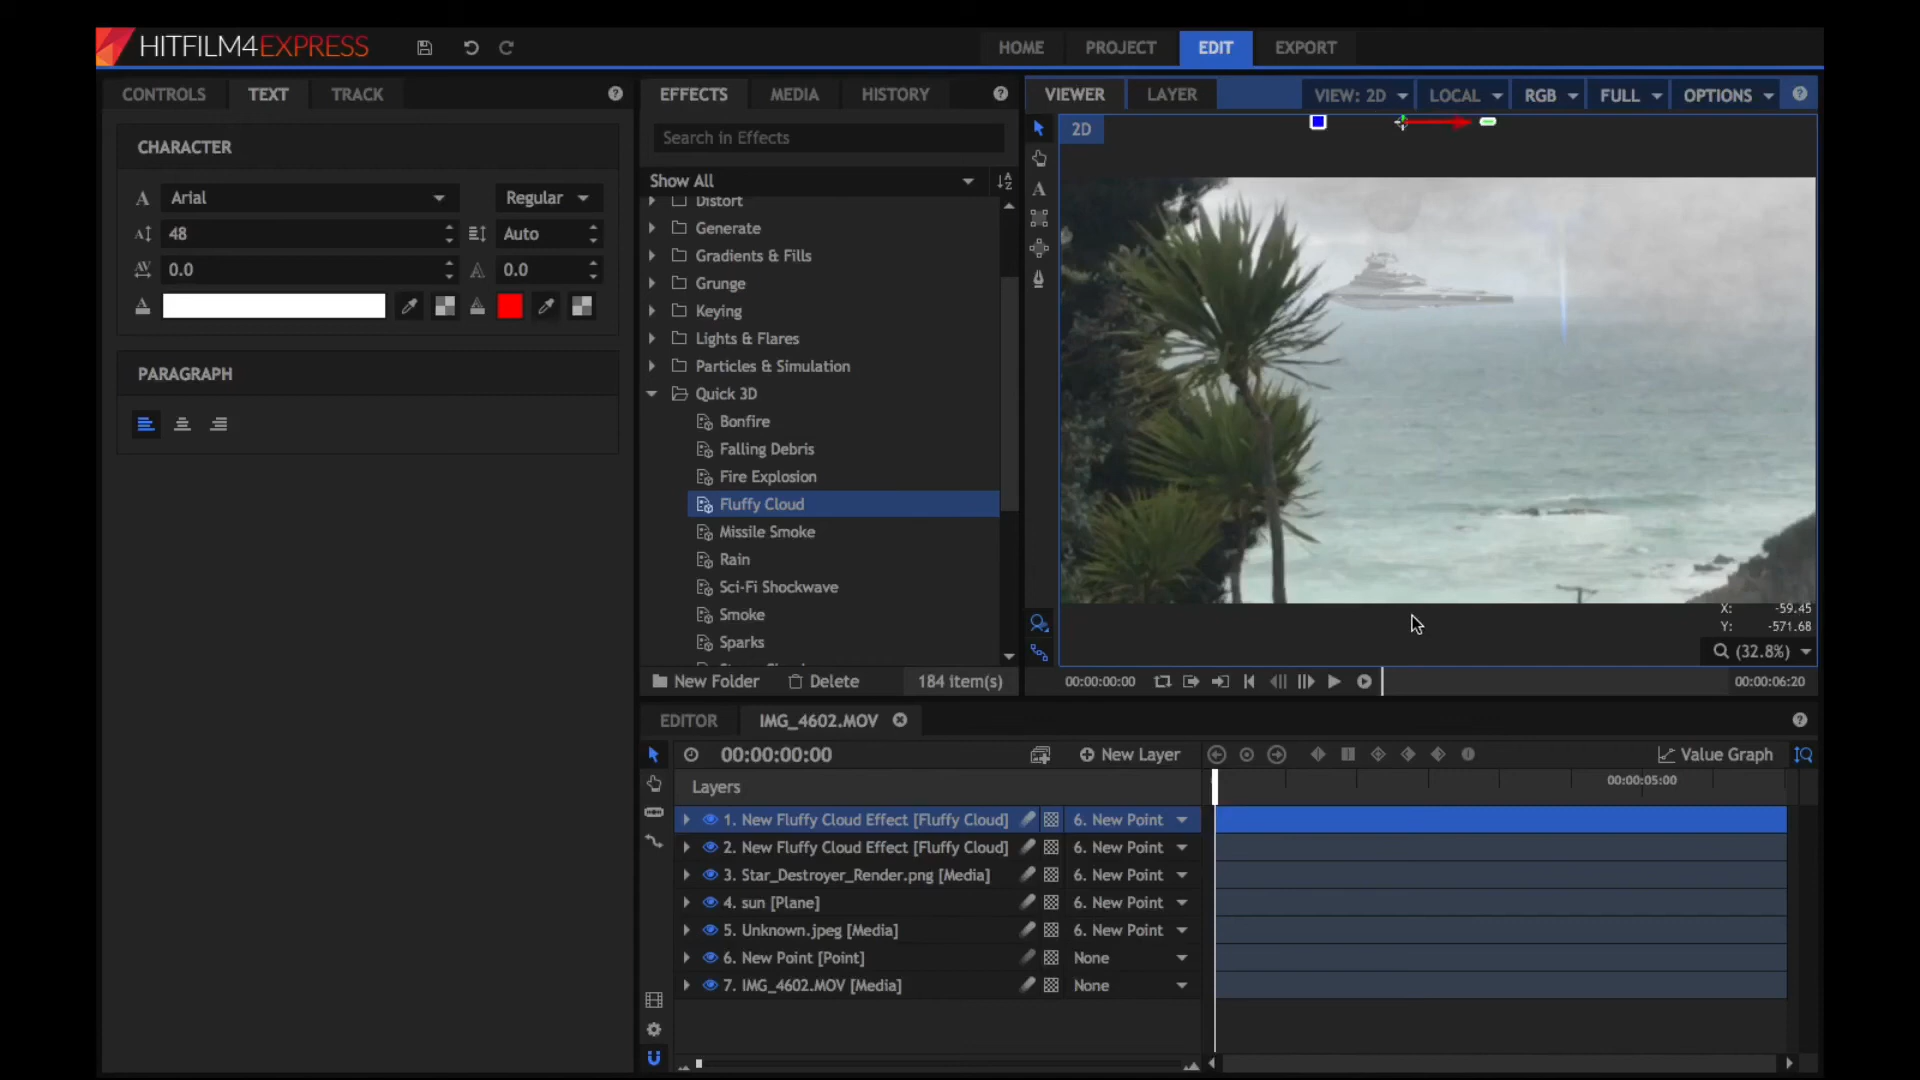 HITFILM4EXPRESS
HOME PROJECT EDIT EXPORT
CONTROLS TEXT TRACK
CHARACTER
A Arial Regular
48 Auto
0.0 0.0
PARAGRAPH
EFFECTS MEDIA HISTORY
Search in Effects
Show All
Distort
Generate
Gradients & Fills
Grunge
Keying
Lights & Flares
Particles & Simulation
Quick 3D
Bonfire
Falling Debris
Fire Explosion
Fluffy Cloud
Missile Smoke
Rain
Sci-Fi Shockwave
Smoke
Sparks
New Folder Delete 184 item(s)
VIEWER LAYER VIEW: 2D LOCAL RGB FULL OPTIONS
2D
X: -59.45
Y: -571.68
(32.8%)
00:00:00:00 00:00:06:20
EDITOR IMG_4602.MOV
00:00:00:00 New Layer Value Graph
Layers 00:00:05:00
1. New Fluffy Cloud Effect [Fluffy Cloud] 6. New Point
2. New Fluffy Cloud Effect [Fluffy Cloud] 6. New Point
3. Star_Destroyer_Render.png [Media] 6. New Point
4. sun [Plane] 6. New Point
5. Unknown.jpeg [Media] 6. New Point
6. New Point [Point] None
7. IMG_4602.MOV [Media] None